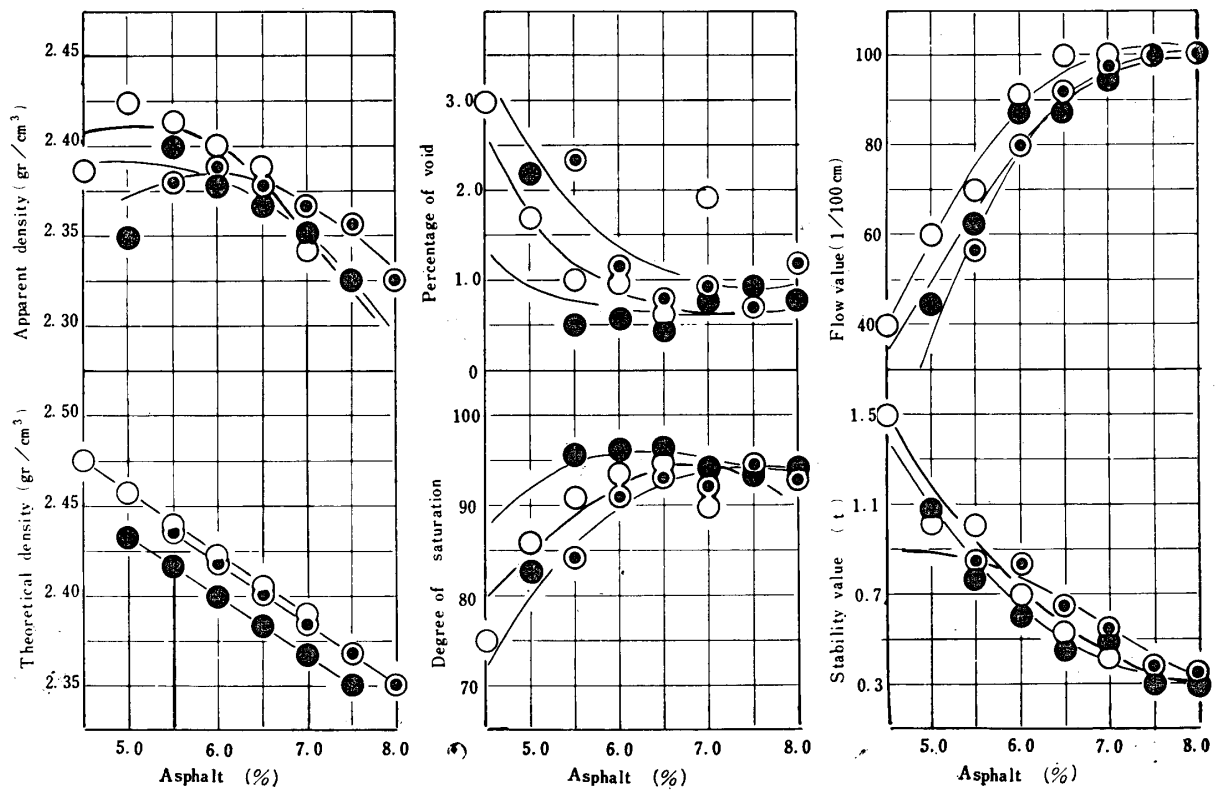 Apparent density (gr/cm³)
2.45
2.40
2.35
2.30
Theoretical density (gr/cm³)
2.50
2.45
2.40
2.35
5.0 6.0 7.0 8.0
Asphalt (%)
Percentage of void
3.0
2.0
1.0
0
Degree of saturation
100
90
80
70
5.0 6.0 7.0 8.0
Asphalt (%)
Flow value (1/100 cm)
100
80
60
40
Stability value (t)
1.5
1.1
0.7
0.3
5.0 6.0 7.0 8.0
Asphalt (%)